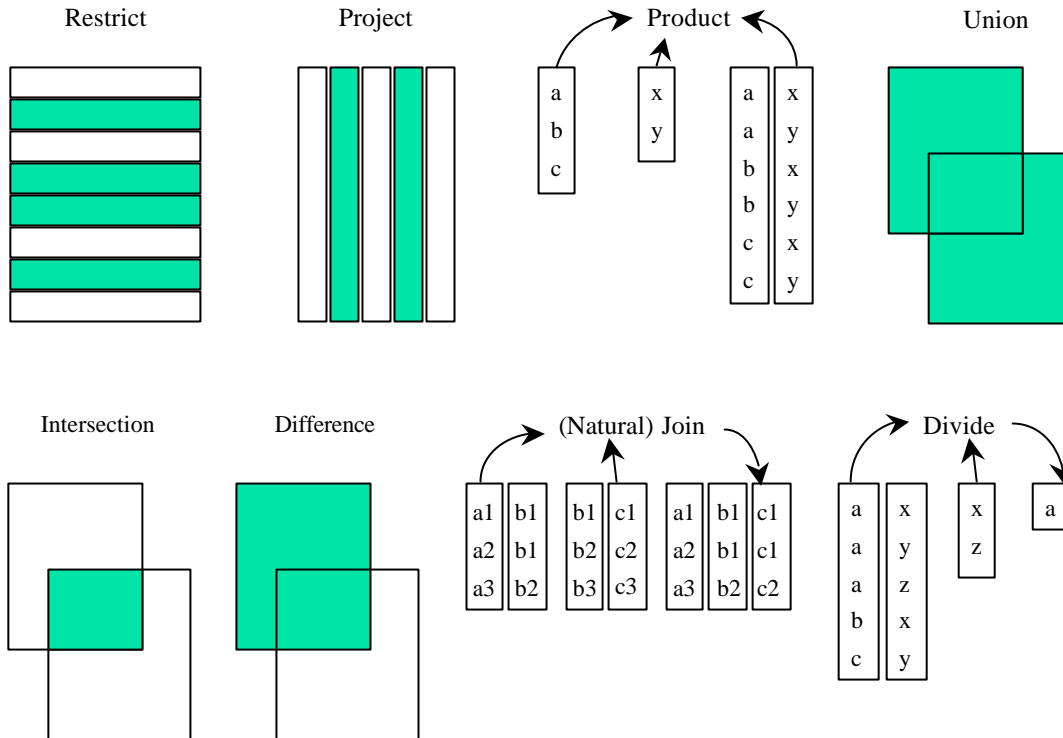 Restrict
Project
Product
Union
a x a x
b y a y
c b x
b y
c x
c y
Intersection
Difference
(Natural) Join
Divide
a1 b1 b1 c1 a1 b1 c1 a x x a
a2 b1 b2 c2 a2 b1 c1 a y z
a3 b2 b3 c3 a3 b2 c2 a z
b x
c y